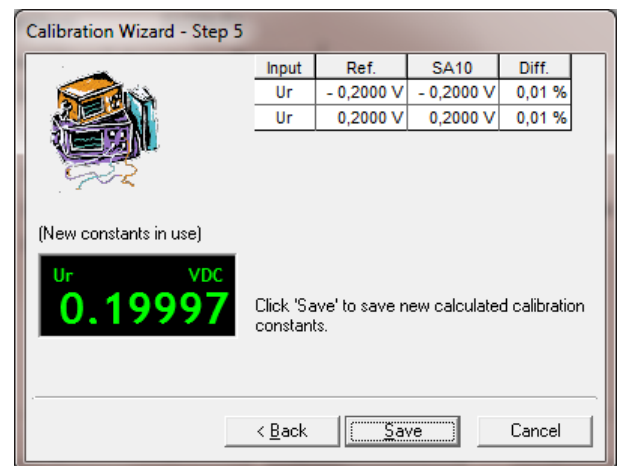 Calibration Wizard - Step 5
Input Ref. SA10 Diff.
Ur - 0,2000 V - 0,2000 V 0,01 %
Ur 0,2000 V 0,2000 V 0,01 %
(New constants in use)
Ur VDC
0.19997
Click 'Save' to save new calculated calibration
constants.
< Back Save Cancel